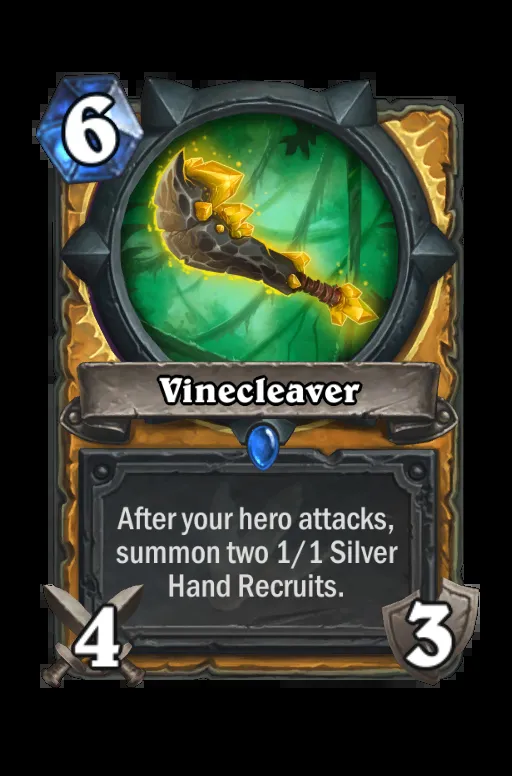 6
Vinecleaver
After your hero attacks,
summon two 1/1 Silver
Hand Recruits.
4
3